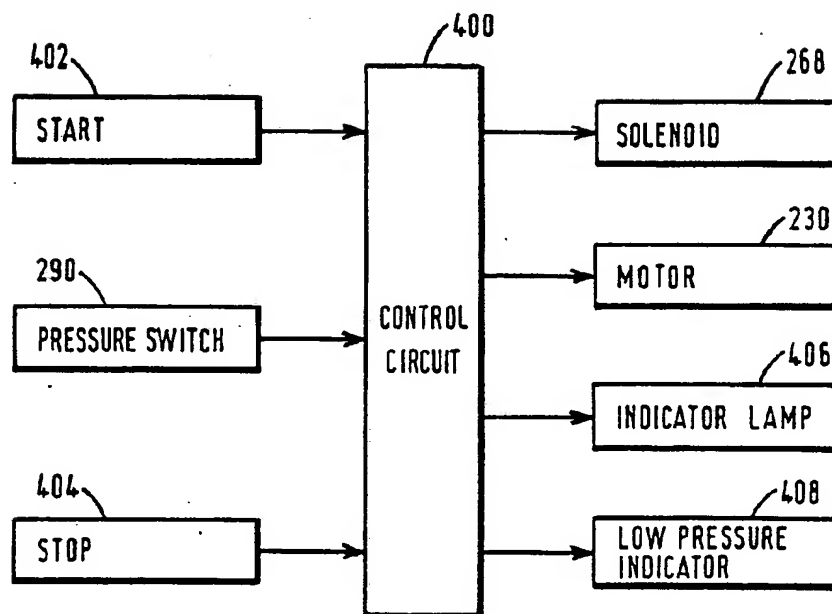 400
402
START
290
PRESSURE SWITCH
404
STOP
CONTROL
CIRCUIT
268
SOLENOID
230
MOTOR
406
INDICATOR LAMP
408
LOW PRESSURE
INDICATOR